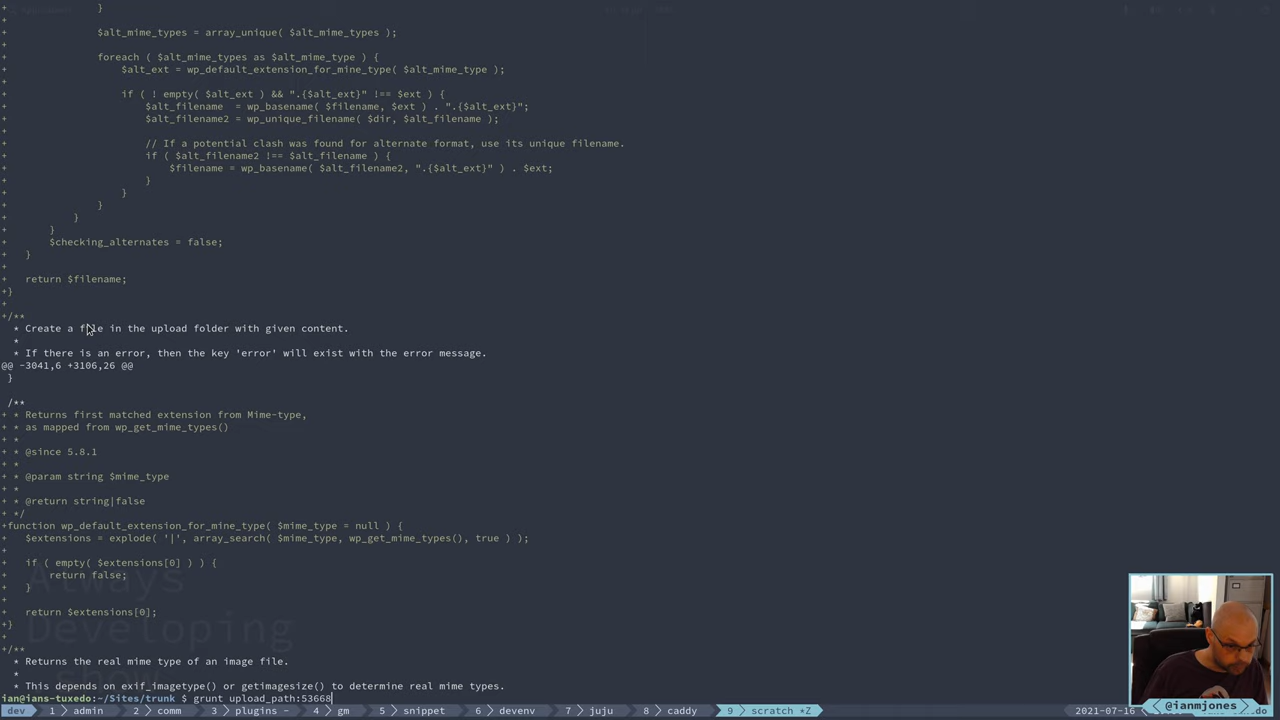 +               }
+
+               $alt_mime_types = array_unique( $alt_mime_types );
+
+               foreach ( $alt_mime_types as $alt_mime_type ) {
+                   $alt_ext = wp_default_extension_for_mine_type( $alt_mime_type );
+
+                   if ( ! empty( $alt_ext ) && ".{$alt_ext}" !== $ext ) {
+                       $alt_filename  = wp_basename( $filename, $ext ) . ".{$alt_ext}";
+                       $alt_filename2 = wp_unique_filename( $dir, $alt_filename );
+
+                       // If a potential clash was found for alternate format, use its unique filename.
+                       if ( $alt_filename2 !== $alt_filename ) {
+                           $filename = wp_basename( $alt_filename2, ".{$alt_ext}" ) . $ext;
+                       }
+                   }
+               }
+           }
+       }
+       $checking_alternates = false;
+   }
+
+   return $filename;
+}
+
+/**
  * Create a file in the upload folder with given content.
  *
  * If there is an error, then the key 'error' will exist with the error message.
@@ -3041,6 +3106,26 @@
 }

 /**
+ * Returns first matched extension from Mime-type,
+ * as mapped from wp_get_mime_types()
+ *
+ * @since 5.8.1
+ *
+ * @param string $mime_type
+ *
+ * @return string|false
+ */
+function wp_default_extension_for_mine_type( $mime_type = null ) {
+   $extensions = explode( '|', array_search( $mime_type, wp_get_mime_types(), true ) );
+
+   if ( empty( $extensions[0] ) ) {
+       return false;
+   }
+
+   return $extensions[0];
+}
+
+/**
  * Returns the real mime type of an image file.
  *
  * This depends on exif_imagetype() or getimagesize() to determine real mime types.
ian@ians-tuxedo:~/Sites/trunk $ grunt upload_path:53668
Always
Developing
show
dev 1 admin 2 comm 3 plugins - 4 gm 5 snippet 6 devenv 7 juju 8 caddy 9 scratch *Z 2021-07-16
@ianmjones